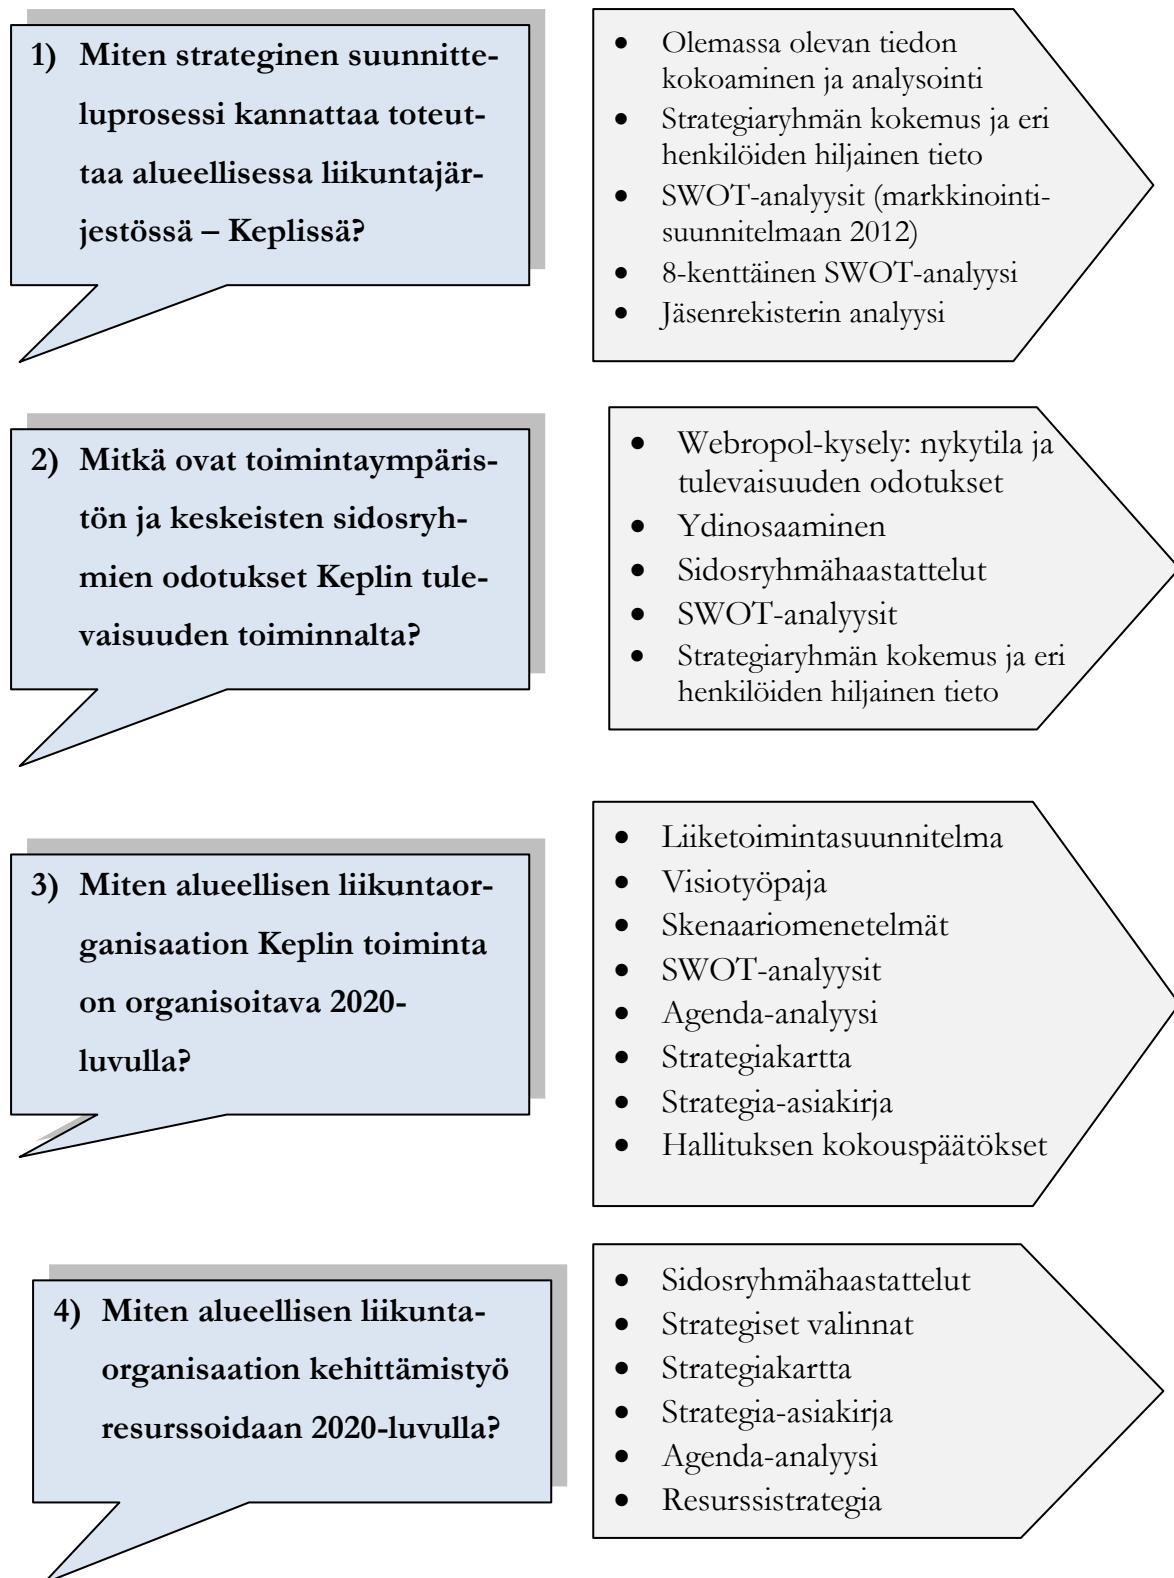 1) Miten strateginen suunnitte-
luprosessi kannattaa toteut-
taa alueellisessa liikuntajär-
jestössä – Keplissä?
• Olemassa olevan tiedon
kokoaminen ja analysointi
• Strategiaryhmän kokemus ja eri
henkilöiden hiljainen tieto
• SWOT-analyysit (markkinointi-
suunnitelmaan 2012)
• 8-kenttäinen SWOT-analyysi
• Jäsenrekisterin analyysi
2) Mitkä ovat toimintaympäris-
tön ja keskeisten sidosryh-
mien odotukset Keplin tule-
vaisuuden toiminnalta?
• Webropol-kysely: nykytila ja
tulevaisuuden odotukset
• Ydinosaaminen
• Sidosryhmähaastattelut
• SWOT-analyysit
• Strategiaryhmän kokemus ja eri
henkilöiden hiljainen tieto
3) Miten alueellisen liikuntaor-
ganisaation Keplin toiminta
on organisoitava 2020-
luvulla?
• Liiketoimintasuunnitelma
• Visiotyöpaja
• Skenaariomenetelmät
• SWOT-analyysit
• Agenda-analyysi
• Strategiakartta
• Strategia-asiakirja
• Hallituksen kokouspäätökset
4) Miten alueellisen liikunta-
organisaation kehittämistyö
resurssoidaan 2020-luvulla?
• Sidosryhmähaastattelut
• Strategiset valinnat
• Strategiakartta
• Strategia-asiakirja
• Agenda-analyysi
• Resurssistrategia